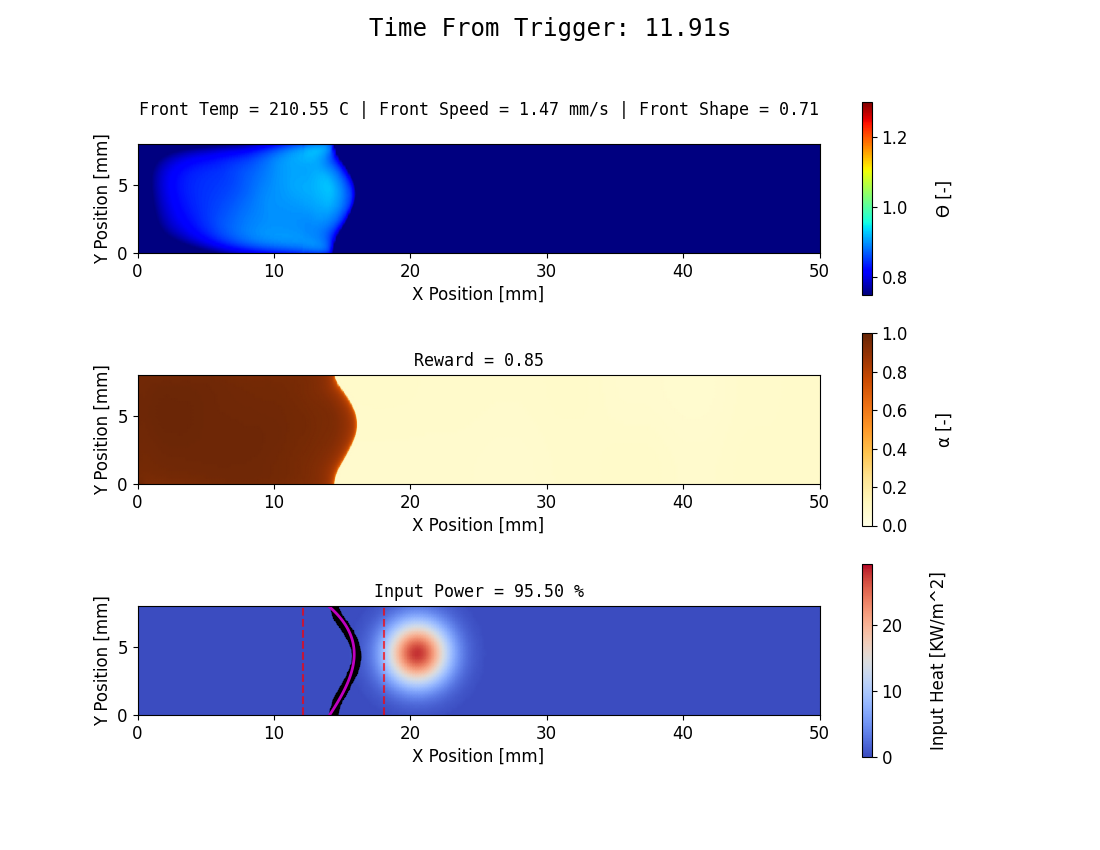 Time From Trigger: 11.91s
Front Temp = 210.55 C | Front Speed = 1.47 mm/s | Front Shape = 0.71
Y Position [mm]
5
0
0 10 20 30 40 50
X Position [mm]
1.2
1.0
0.8
Θ [-]
Reward = 0.85
Y Position [mm]
5
0
0 10 20 30 40 50
X Position [mm]
1.0
0.8
0.6
0.4
0.2
0.0
α [-]
Input Power = 95.50 %
Y Position [mm]
5
0
0 10 20 30 40 50
X Position [mm]
20
10
0
Input Heat [KW/m^2]